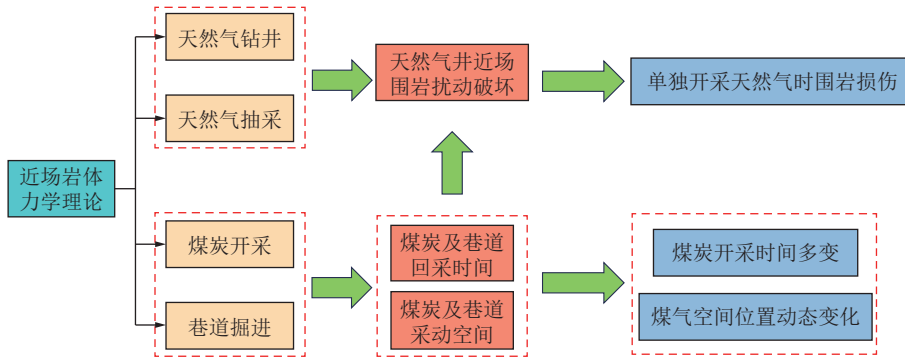 近场岩体
力学理论
天然气钻井
天然气抽采
煤炭开采
巷道掘进
天然气井近场
围岩扰动破坏
煤炭及巷道
回采时间
煤炭及巷道
采动空间
单独开采天然气时围岩损伤
煤炭开采时间多变
煤气空间位置动态变化